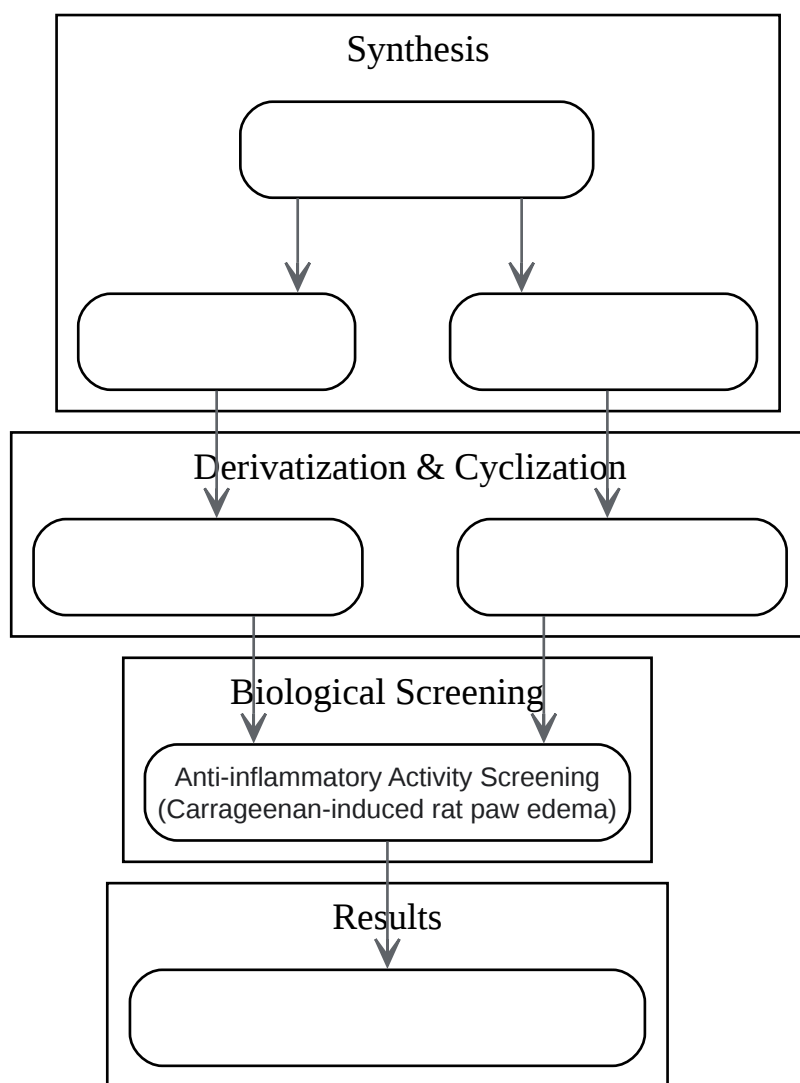 Synthesis
Derivatization & Cyclization
Biological Screening
Anti-inflammatory Activity Screening
(Carrageenan-induced rat paw edema)
Results